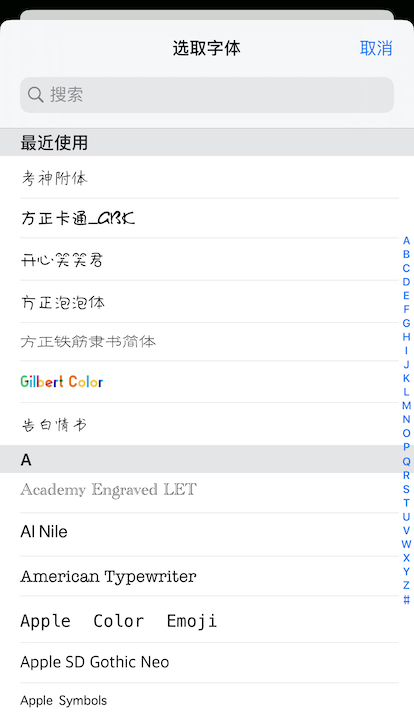 选取字体
取消
搜索
最近使用
考神附体
方正卡通_GBK
开心笑笑君
方正泡泡体
方正铁筋隶书简体
Gilbert Color
告白情书
A
Academy Engraved LET
Al Nile
American Typewriter
Apple Color Emoji
Apple SD Gothic Neo
Apple Symbols
A
B
C
D
E
F
G
H
I
J
K
L
M
N
O
P
Q
R
S
T
U
V
W
X
Y
Z
#